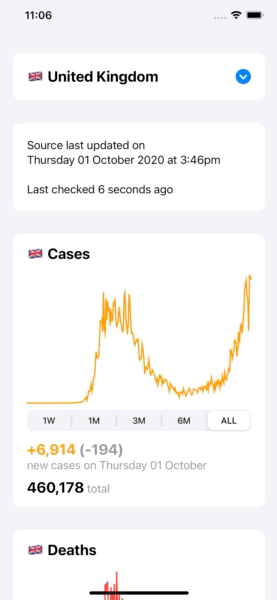 11:06
United Kingdom
Source last updated on
Thursday 01 October 2020 at 3:46pm
Last checked 6 seconds ago
Cases
1W 1M 3M 6M ALL
+6,914 (-194)
new cases on Thursday 01 October
460,178 total
Deaths